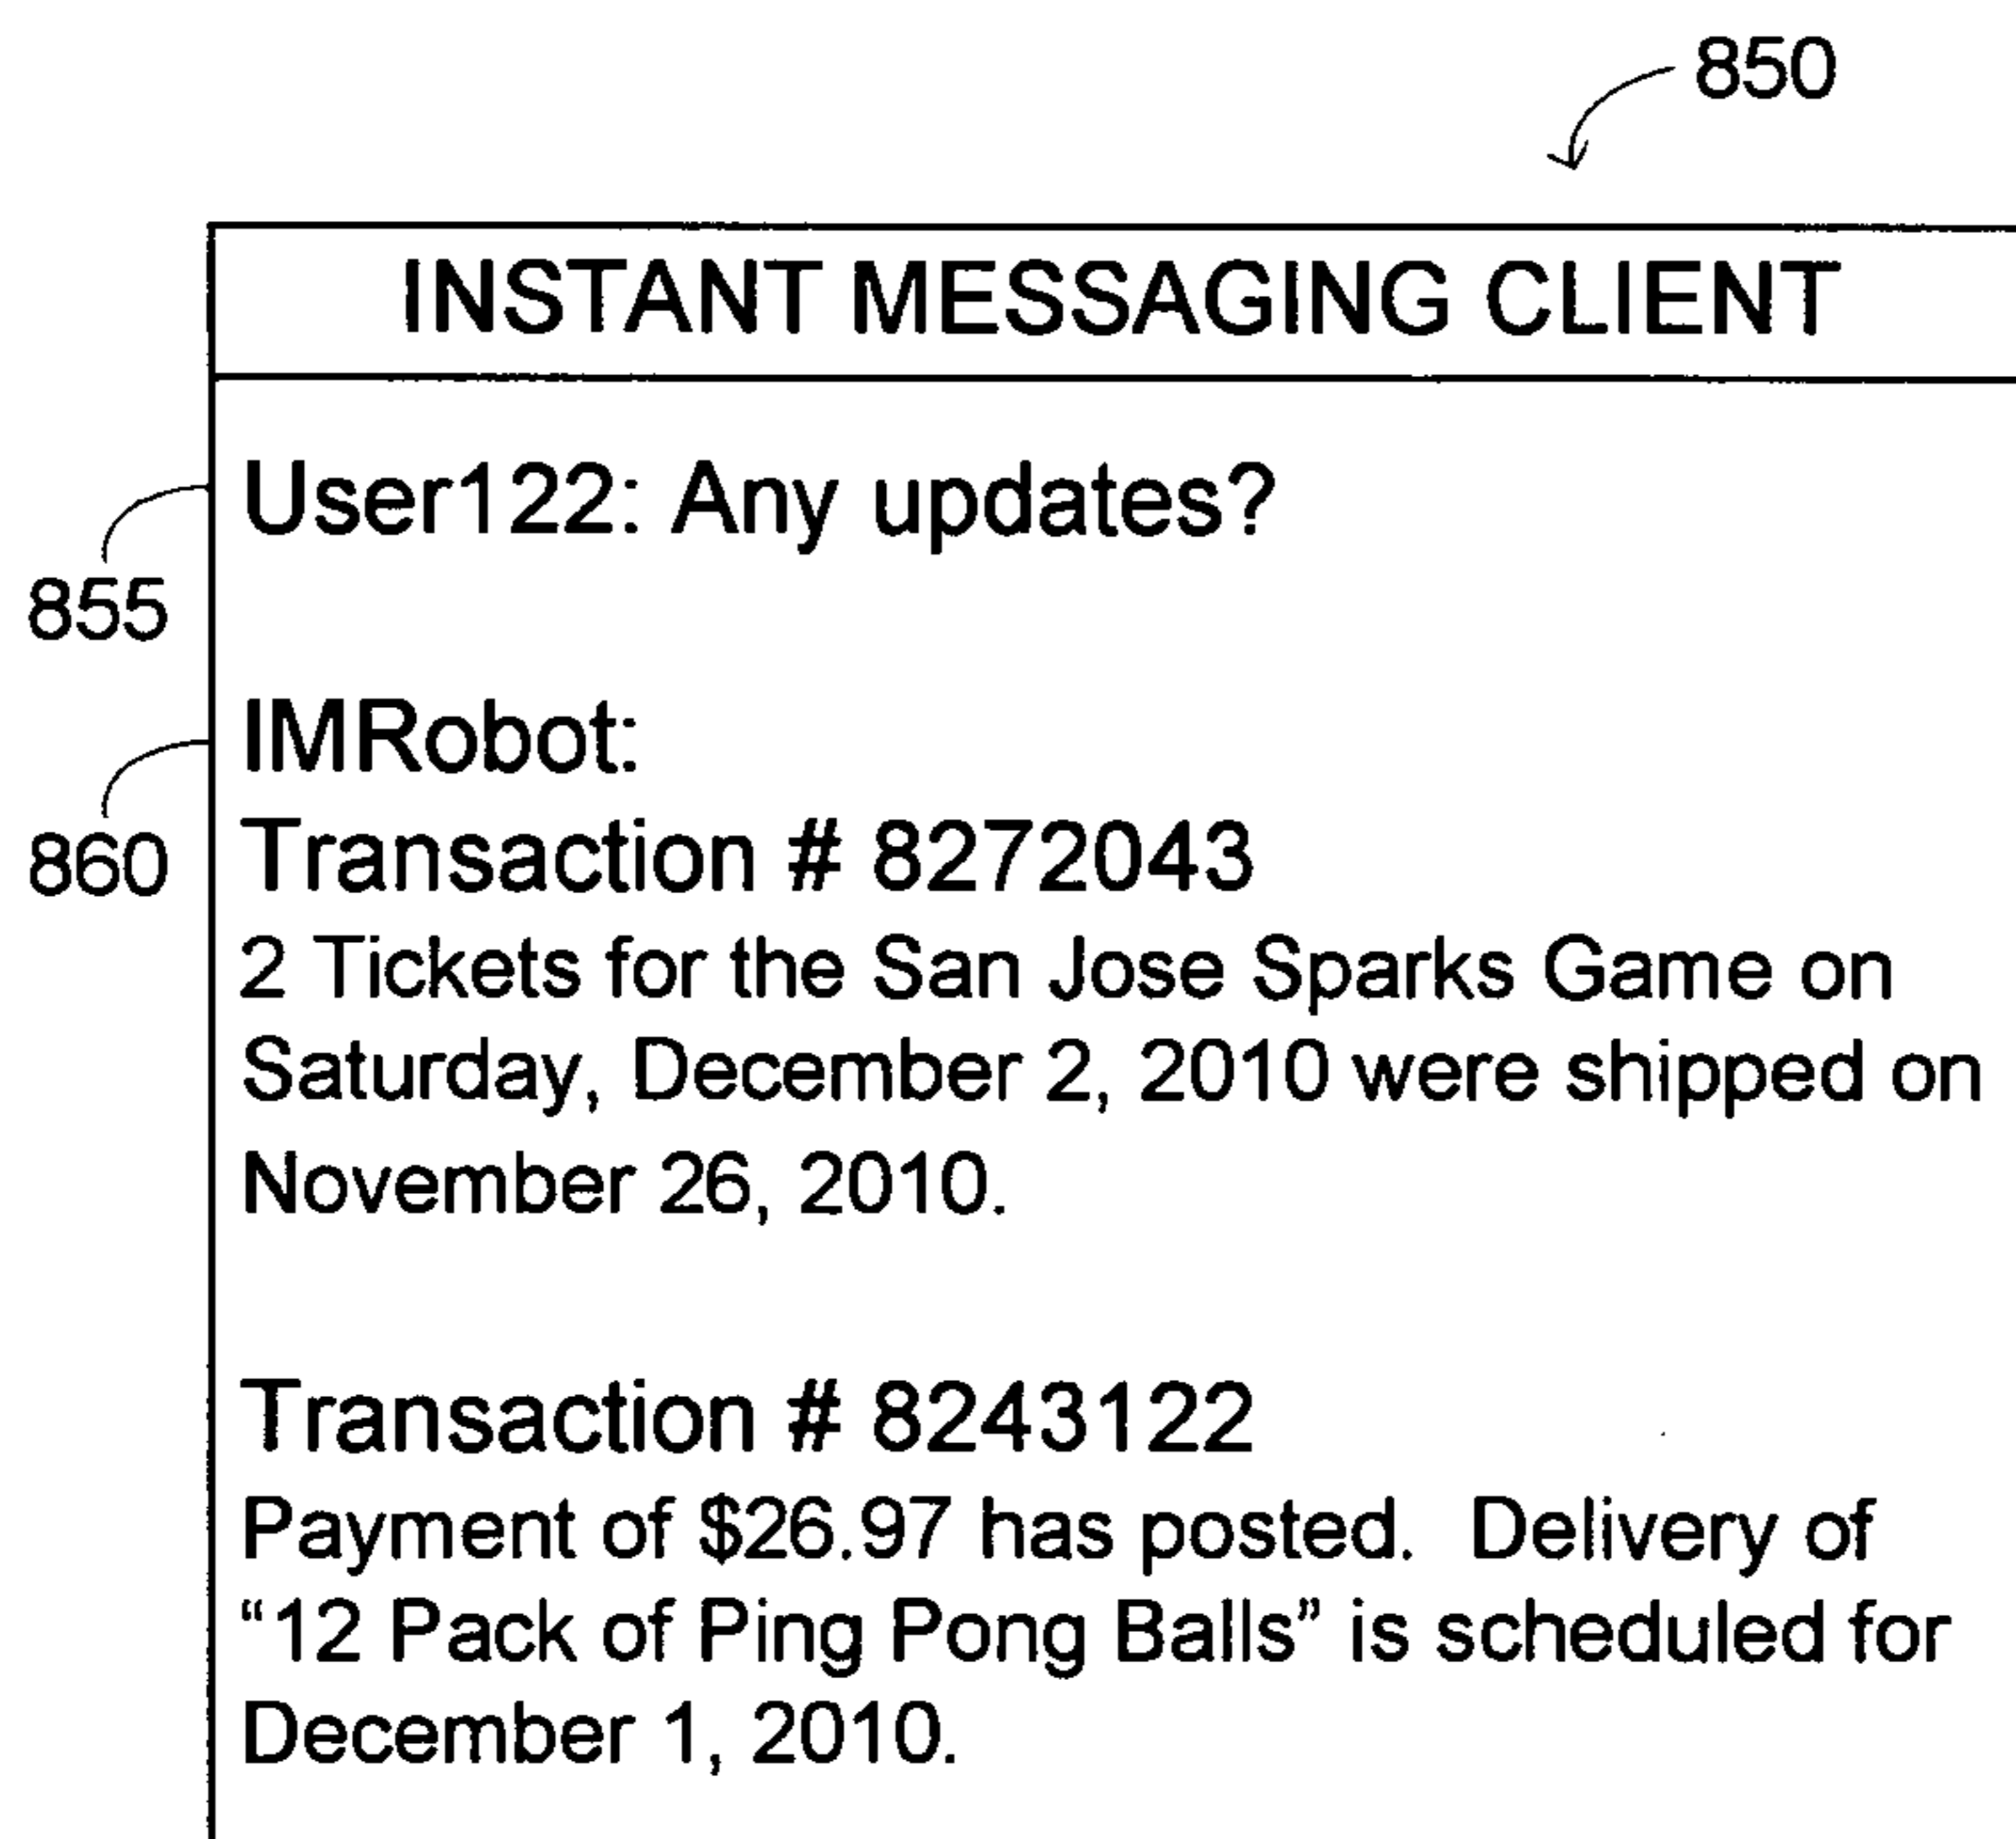 850
INSTANT MESSAGING CLIENT
User122: Any updates?
855
IMRobot:
860
Transaction # 8272043
2 Tickets for the San Jose Sparks Game on
Saturday, December 2, 2010 were shipped on
November 26, 2010.
Transaction # 8243122
Payment of $26.97 has posted.  Delivery of
“12 Pack of Ping Pong Balls” is scheduled for
December 1, 2010.